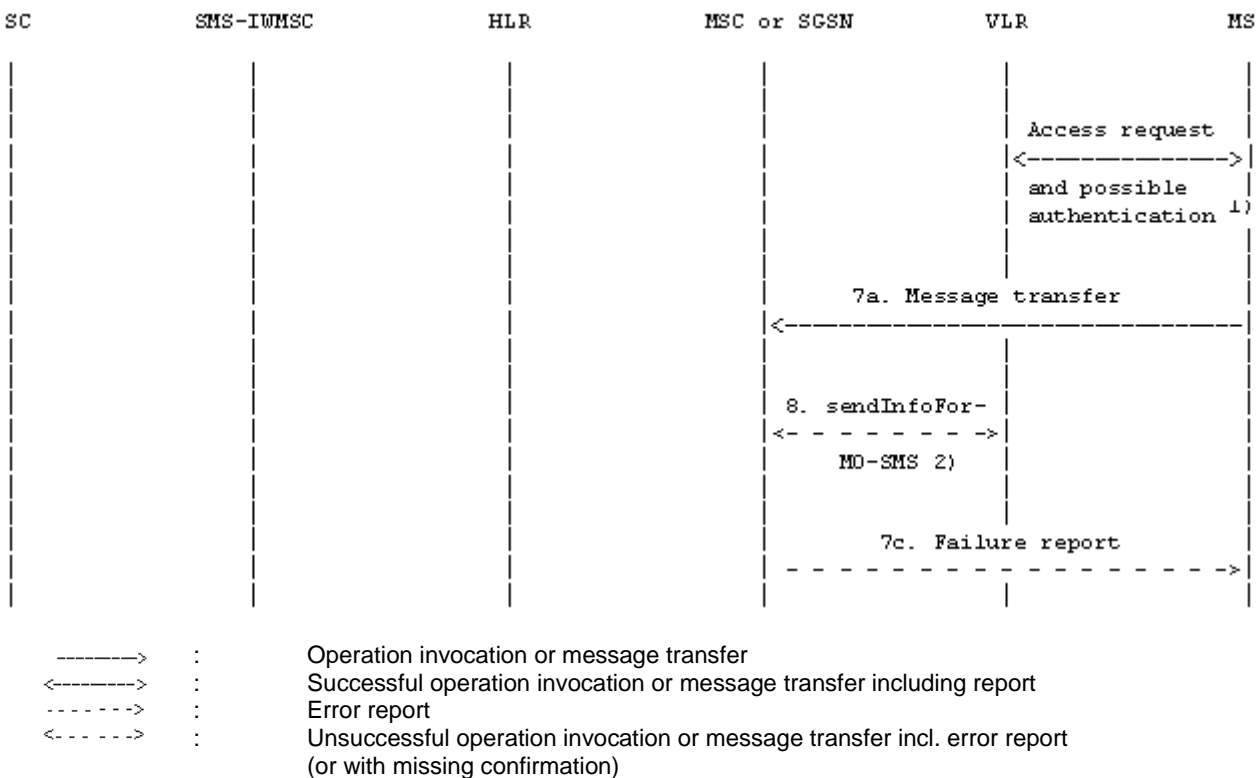 SC SMS-IWMSC HLR MSC or SGSN VLR MS
Access request
and possible
authentication 1)
7a. Message transfer
8. sendInfoFor-
MO-SMS 2)
7c. Failure report
: Operation invocation or message transfer
: Successful operation invocation or message transfer including report
: Error report
: Unsuccessful operation invocation or message transfer incl. error report
(or with missing confirmation)